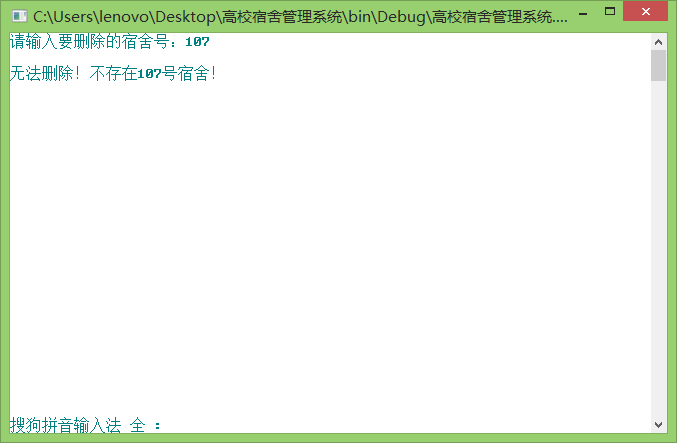 C:\Users\lenovo\Desktop\高校宿舍管理系统\bin\Debug\高校宿舍管理系统....
请输入要删除的宿舍号：107
无法删除！不存在107号宿舍！
搜狗拼音输入法 全 ：